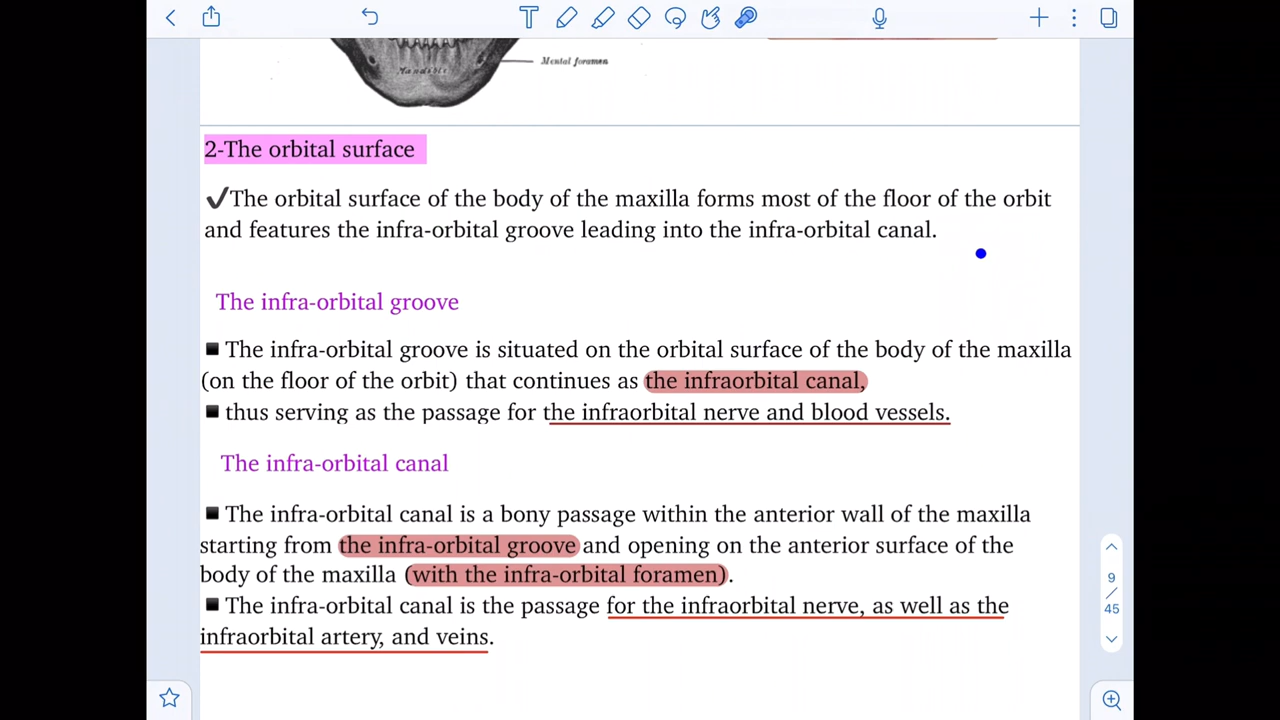 Mandible
Mental foramen
2-The orbital surface
✔The orbital surface of the body of the maxilla forms most of the floor of the orbit
and features the infra-orbital groove leading into the infra-orbital canal.
The infra-orbital groove
▪The infra-orbital groove is situated on the orbital surface of the body of the maxilla
(on the floor of the orbit) that continues as the infraorbital canal,
▪thus serving as the passage for the infraorbital nerve and blood vessels.
The infra-orbital canal
▪The infra-orbital canal is a bony passage within the anterior wall of the maxilla
starting from the infra-orbital groove and opening on the anterior surface of the
body of the maxilla (with the infra-orbital foramen).
▪The infra-orbital canal is the passage for the infraorbital nerve, as well as the
infraorbital artery, and veins.
9
/
45